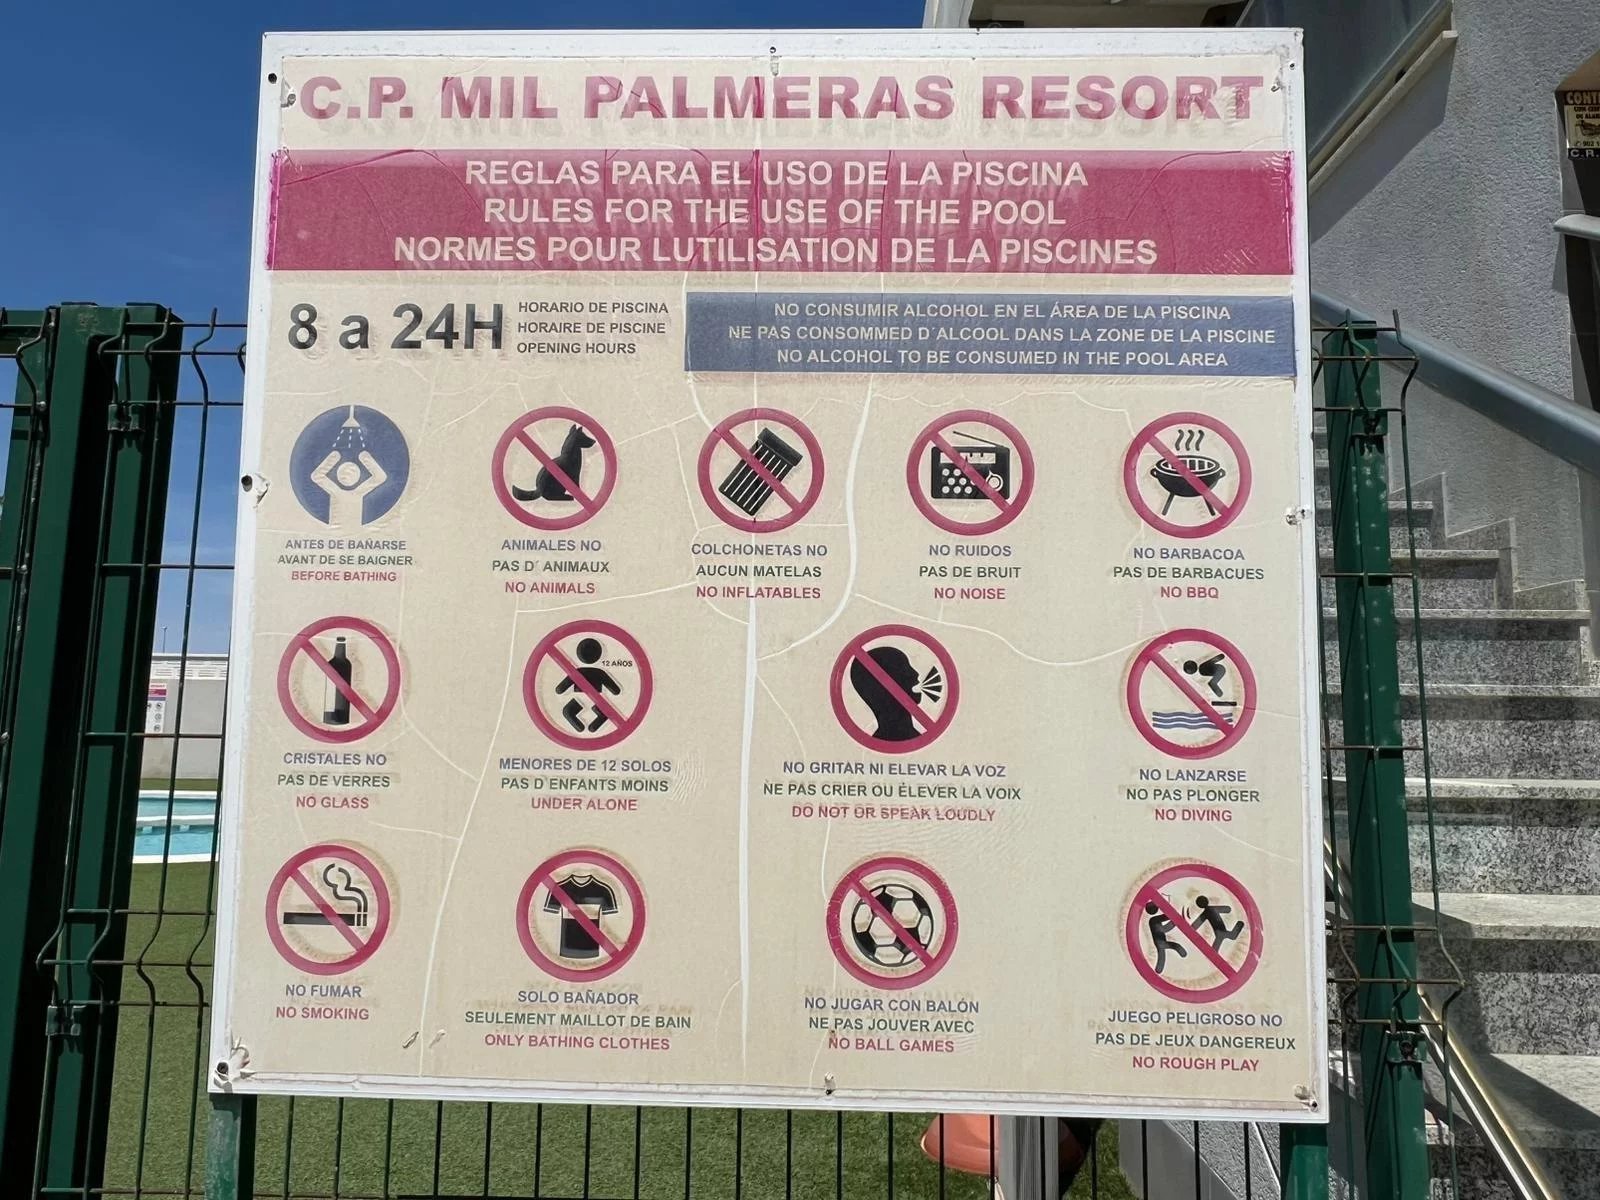 C.P. MIL PALMERAS RESORT
REGLAS PARA EL USO DE LA PISCINA
RULES FOR THE USE OF THE POOL
NORMES POUR LUTILISATION DE LA PISCINES
8 a 24H
HORARIO DE PISCINA
HORAIRE DE PISCINE
OPENING HOURS
NO CONSUMIR ALCOHOL EN EL ÁREA DE LA PISCINA
NE PAS CONSOMMED D´ALCOOL DANS LA ZONE DE LA PISCINE
NO ALCOHOL TO BE CONSUMED IN THE POOL AREA
ANTES DE BAÑARSE
AVANT DE SE BAIGNER
BEFORE BATHING
ANIMALES NO
PAS D´ ANIMAUX
NO ANIMALS
COLCHONETAS NO
AUCUN MATELAS
NO INFLATABLES
NO RUIDOS
PAS DE BRUIT
NO NOISE
NO BARBACOA
PAS DE BARBACUES
NO BBQ
CRISTALES NO
PAS DE VERRES
NO GLASS
12 AÑOS
MENORES DE 12 SOLOS
PAS D´ENFANTS MOINS
UNDER ALONE
NO GRITAR NI ELEVAR LA VOZ
NE PAS CRIER OU ÉLEVER LA VOIX
DO NOT OR SPEAK LOUDLY
NO LANZARSE
NO PAS PLONGER
NO DIVING
NO FUMAR
NO SMOKING
SOLO BAÑADOR
SEULEMENT MAILLOT DE BAIN
ONLY BATHING CLOTHES
NO JUGAR CON BALÓN
NE PAS JOUVER AVEC
NO BALL GAMES
JUEGO PELIGROSO NO
PAS DE JEUX DANGEREUX
NO ROUGH PLAY